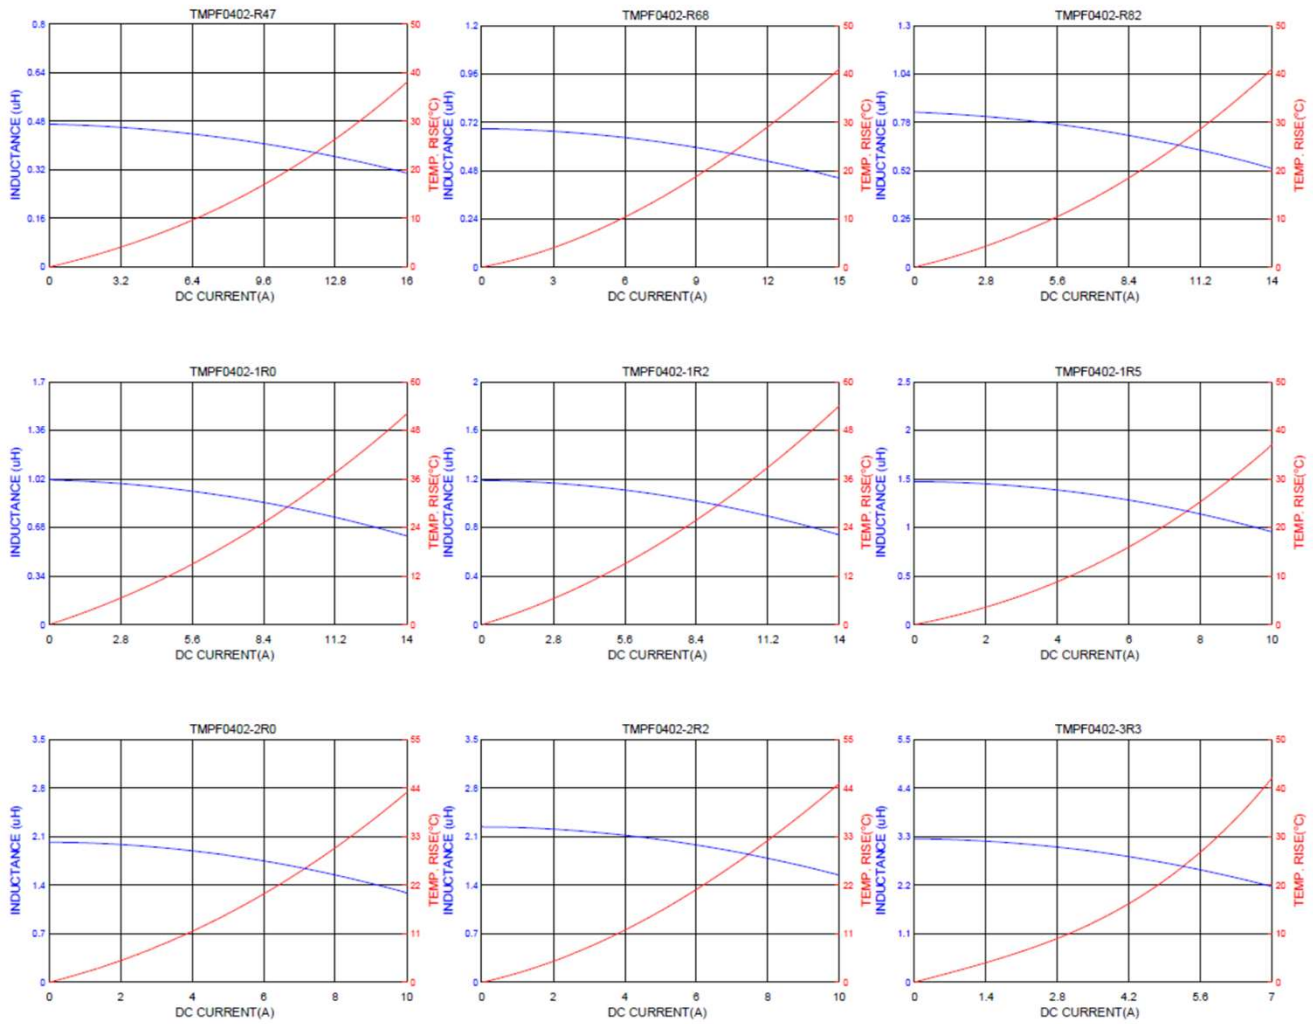 TMPF0402-R47
0.8
0.64
0.48
0.32
0.16
0
INDUCTANCE (uH)
50
40
30
20
10
0
TEMP. RISE(°C)
0 3.2 6.4 9.6 12.8 16
DC CURRENT(A)
TMPF0402-R68
1.2
0.96
0.72
0.48
0.24
0
INDUCTANCE (uH)
50
40
30
20
10
0
TEMP. RISE(°C)
0 3 6 9 12 15
DC CURRENT(A)
TMPF0402-R82
1.3
1.04
0.78
0.52
0.26
0
INDUCTANCE (uH)
50
40
30
20
10
0
TEMP. RISE(°C)
0 2.8 5.6 8.4 11.2 14
DC CURRENT(A)
TMPF0402-1R0
1.7
1.36
1.02
0.68
0.34
0
INDUCTANCE (uH)
60
48
36
24
12
0
TEMP. RISE(°C)
0 2.8 5.6 8.4 11.2 14
DC CURRENT(A)
TMPF0402-1R2
2
1.6
1.2
0.8
0.4
0
INDUCTANCE (uH)
60
48
36
24
12
0
TEMP. RISE(°C)
0 2.8 5.6 8.4 11.2 14
DC CURRENT(A)
TMPF0402-1R5
2.5
2
1.5
1
0.5
0
INDUCTANCE (uH)
50
40
30
20
10
0
TEMP. RISE(°C)
0 2 4 6 8 10
DC CURRENT(A)
TMPF0402-2R0
3.5
2.8
2.1
1.4
0.7
0
INDUCTANCE (uH)
55
44
33
22
11
0
TEMP. RISE(°C)
0 2 4 6 8 10
DC CURRENT(A)
TMPF0402-2R2
3.5
2.8
2.1
1.4
0.7
0
INDUCTANCE (uH)
55
44
33
22
11
0
TEMP. RISE(°C)
0 2 4 6 8 10
DC CURRENT(A)
TMPF0402-3R3
5.5
4.4
3.3
2.2
1.1
0
INDUCTANCE (uH)
50
40
30
20
10
0
TEMP. RISE(°C)
0 1.4 2.8 4.2 5.6 7
DC CURRENT(A)